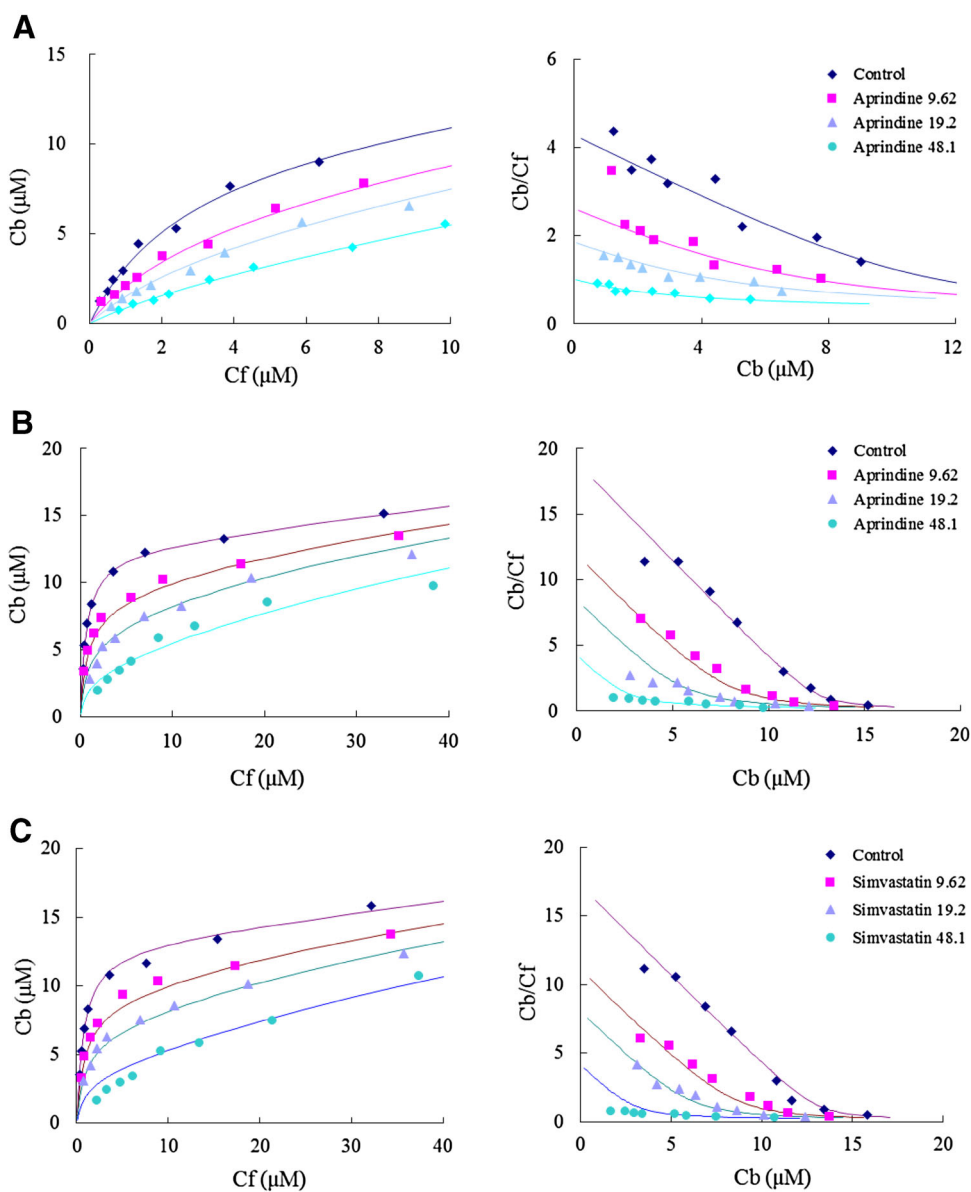 A
15
10
5
0
Cb (μM)
0 2 4 6 8 10
Cf (μM)
6
4
2
0
Cb/Cf
0 4 8 12
Cb (μM)
Control
Aprindine 9.62
Aprindine 19.2
Aprindine 48.1
B
20
15
10
5
0
Cb (μM)
0 10 20 30 40
Cf (μM)
20
15
10
5
0
Cb/Cf
0 5 10 15 20
Cb (μM)
Control
Aprindine 9.62
Aprindine 19.2
Aprindine 48.1
C
20
15
10
5
0
Cb (μM)
0 10 20 30 40
Cf (μM)
20
15
10
5
0
Cb/Cf
0 5 10 15 20
Cb (μM)
Control
Simvastatin 9.62
Simvastatin 19.2
Simvastatin 48.1